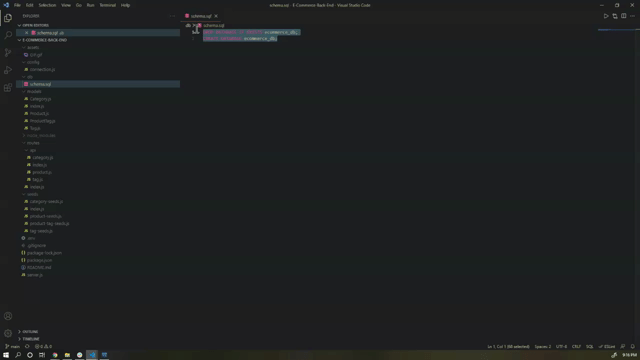 File Edit Selection View Go Run Terminal Help
schema.sql - E-Commerce Back-End - Visual Studio Code
EXPLORER
schema.sql
OPEN EDITORS
db > schema.sql
schema.sql db
DROP DATABASE IF EXISTS ecommerce_db;
CREATE DATABASE ecommerce_db;
E-COMMERCE BACK-END
assets
config
connection.js
db
schema.sql
models
Category.js
index.js
Product.js
ProductTag.js
Tag.js
node_modules
routes
api
category.js
index.js
product.js
tag.js
index.js
seeds
category-seeds.js
index.js
product-seeds.js
product-tag-seeds.js
tag-seeds.js
.env
.gitignore
package-lock.json
package.json
README.md
server.js
OUTLINE
TIMELINE
main
0 0
Ln 1, Col 1 (66 selected)
Spaces: 2
UTF-8
CRLF
SQL
ESLint
9:16 PM